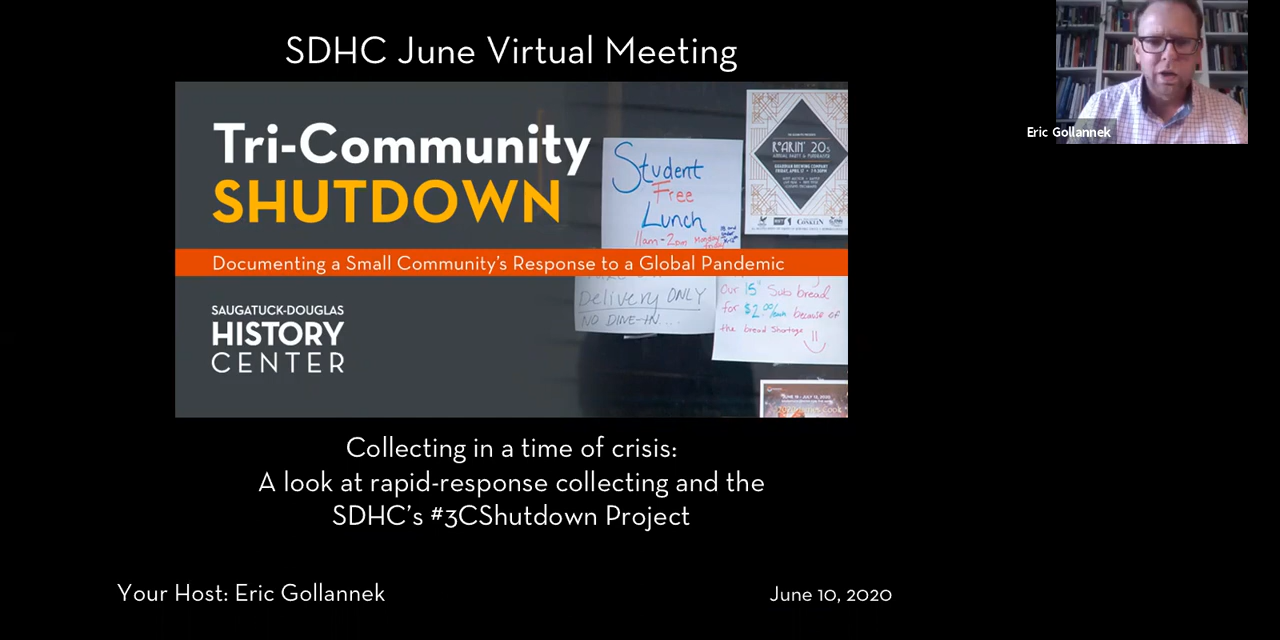 SDHC June Virtual Meeting
Tri-Community
SHUTDOWN
Student
Free
Lunch
11am-2pm Monday
friday
ROARIN' 20s
Documenting a Small Community's Response to a Global Pandemic
Delivery ONLY
NO DINE-IN....
Our 15" Sub bread
for $2.00/each because of
the bread Shortage
SAUGATUCK-DOUGLAS
HISTORY
CENTER
Collecting in a time of crisis:
A look at rapid-response collecting and the
SDHC's #3CShutdown Project
Your Host: Eric Gollannek
June 10, 2020
Eric Gollannek